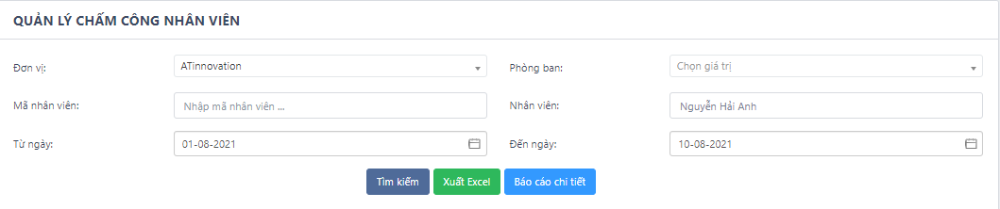 QUẢN LÝ CHẤM CÔNG NHÂN VIÊN
Đơn vị: ATinnovation Phòng ban: Chọn giá trị
Mã nhân viên: Nhập mã nhân viên ... Nhân viên: Nguyễn Hải Anh
Từ ngày: 01-08-2021 Đến ngày: 10-08-2021
Tìm kiếm Xuất Excel Báo cáo chi tiết